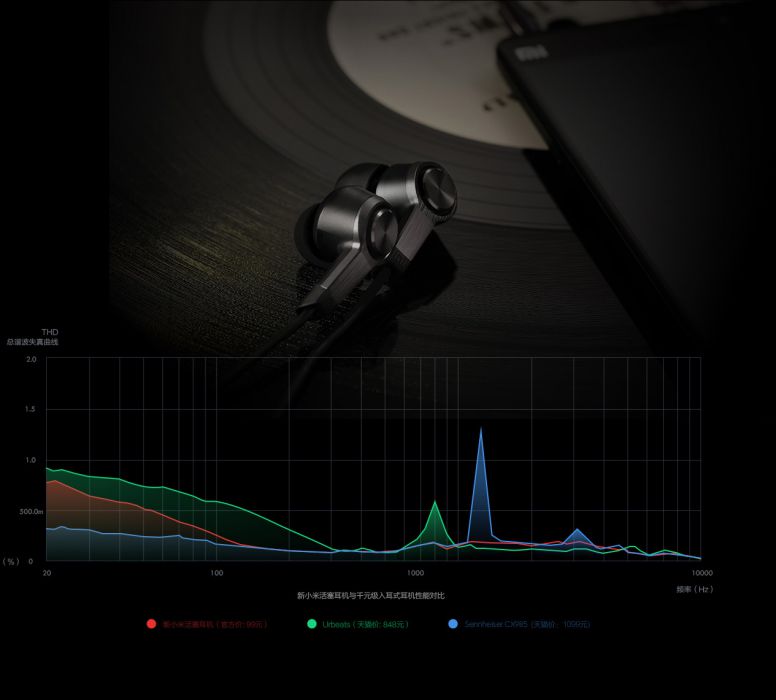 THD
总谐波失真曲线
2.0
1.5
1.0
500.0m
(%) 0
20 100 1000 10000
频率 (Hz)
新小米活塞耳机与千元级入耳式耳机性能对比
新小米活塞耳机 (官方价: 99元) Urbeats (天猫价: 848元) Sennheiser CX985 (天猫价: 1099元)